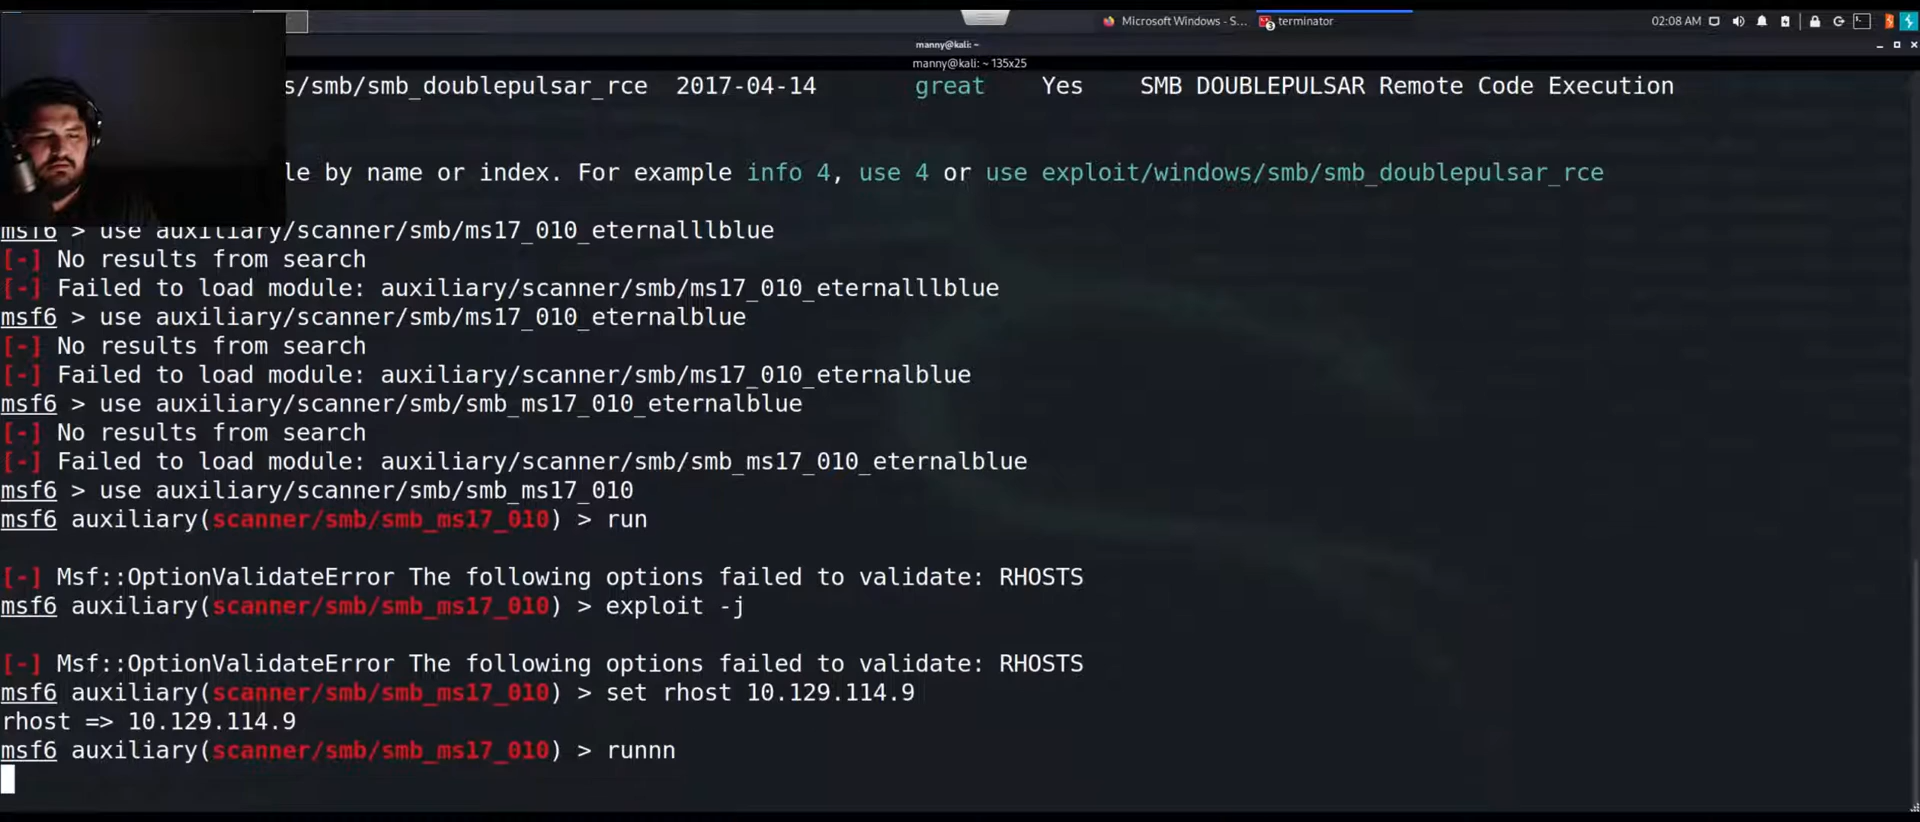 Microsoft Windows - S...
terminator
02:08 AM
manny@kali: ~
manny@kali: ~ 135x25
s/smb/smb_doublepulsar_rce 2017-04-14 great Yes SMB DOUBLEPULSAR Remote Code Execution
le by name or index. For example info 4, use 4 or use exploit/windows/smb/smb_doublepulsar_rce
msf6 > use auxiliary/scanner/smb/ms17_010_eternalllblue
[-] No results from search
[-] Failed to load module: auxiliary/scanner/smb/ms17_010_eternalllblue
msf6 > use auxiliary/scanner/smb/ms17_010_eternalblue
[-] No results from search
[-] Failed to load module: auxiliary/scanner/smb/ms17_010_eternalblue
msf6 > use auxiliary/scanner/smb/smb_ms17_010_eternalblue
[-] No results from search
[-] Failed to load module: auxiliary/scanner/smb/smb_ms17_010_eternalblue
msf6 > use auxiliary/scanner/smb/smb_ms17_010
msf6 auxiliary(scanner/smb/smb_ms17_010) > run
[-] Msf::OptionValidateError The following options failed to validate: RHOSTS
msf6 auxiliary(scanner/smb/smb_ms17_010) > exploit -j
[-] Msf::OptionValidateError The following options failed to validate: RHOSTS
msf6 auxiliary(scanner/smb/smb_ms17_010) > set rhost 10.129.114.9
rhost => 10.129.114.9
msf6 auxiliary(scanner/smb/smb_ms17_010) > runnn